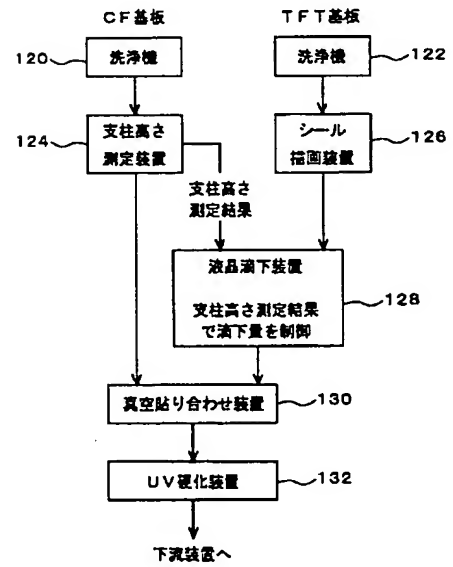 CF基板
TFT基板
120
洗浄機
洗浄機
122
124
支柱高さ
測定装置
シール
描画装置
126
支柱高さ
測定結果
液晶滴下装置
支柱高さ測定結果
で滴下量を制御
128
真空貼り合わせ装置
130
UV硬化装置
132
下流装置へ